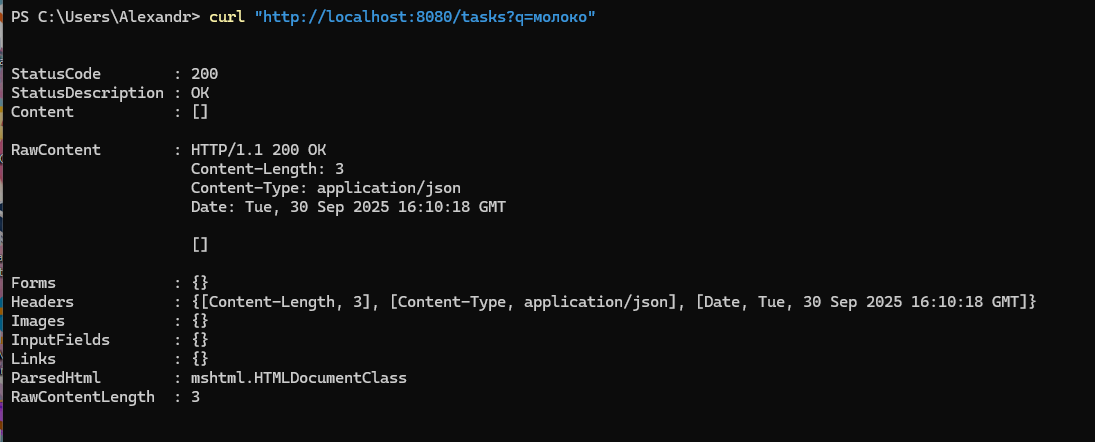 PS C:\Users\Alexandr> curl "http://localhost:8080/tasks?q=молоко"
StatusCode        : 200
StatusDescription : OK
Content           : []
RawContent        : HTTP/1.1 200 OK
                    Content-Length: 3
                    Content-Type: application/json
                    Date: Tue, 30 Sep 2025 16:10:18 GMT
                    []
Forms             : {}
Headers           : {[Content-Length, 3], [Content-Type, application/json], [Date, Tue, 30 Sep 2025 16:10:18 GMT]}
Images            : {}
InputFields       : {}
Links             : {}
ParsedHtml        : mshtml.HTMLDocumentClass
RawContentLength  : 3